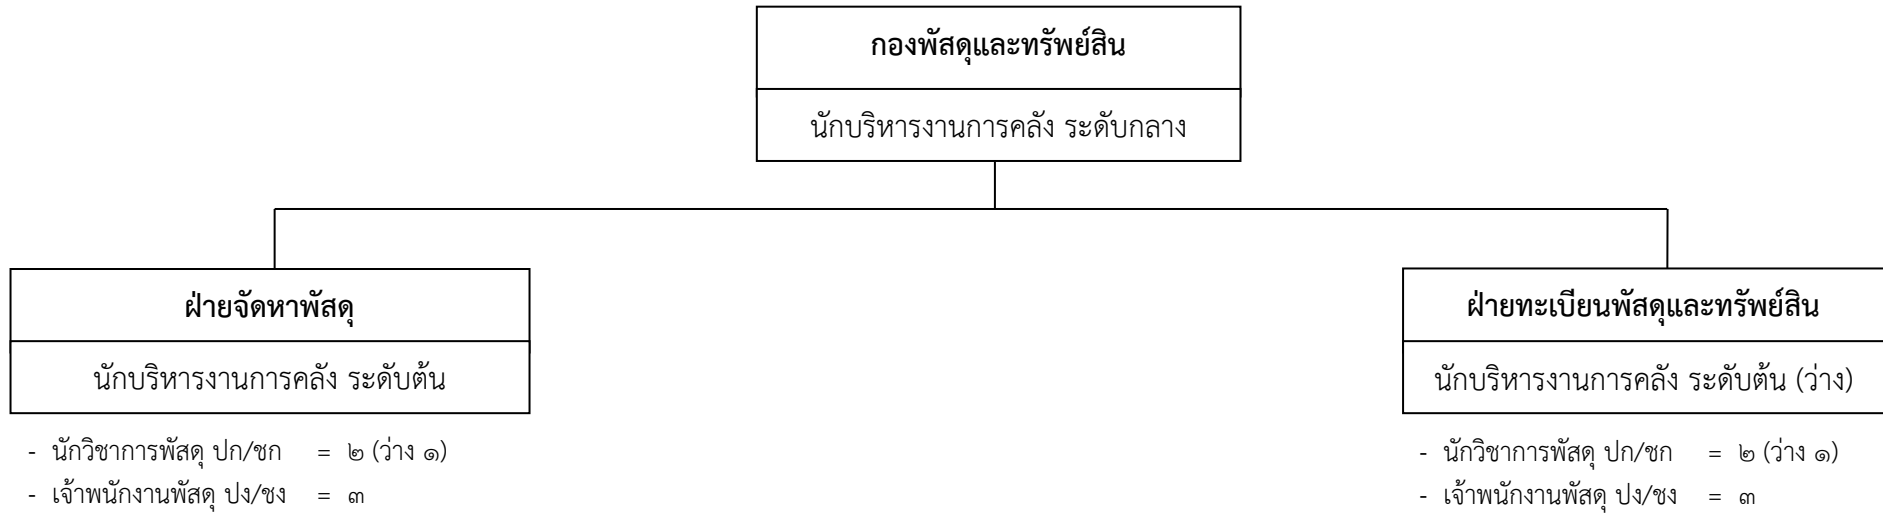 กองพัสดุและทรัพย์สิน
นักบริหารงานการคลัง ระดับกลาง
ฝ่ายจัดหาพัสดุ
นักบริหารงานการคลัง ระดับต้น
- นักวิชาการพัสดุ ปก/ชก = ๒ (ว่าง ๑)
- เจ้าพนักงานพัสดุ ปง/ชง = ๓
ฝ่ายทะเบียนพัสดุและทรัพย์สิน
นักบริหารงานการคลัง ระดับต้น (ว่าง)
- นักวิชาการพัสดุ ปก/ชก = ๒ (ว่าง ๑)
- เจ้าพนักงานพัสดุ ปง/ชง = ๓